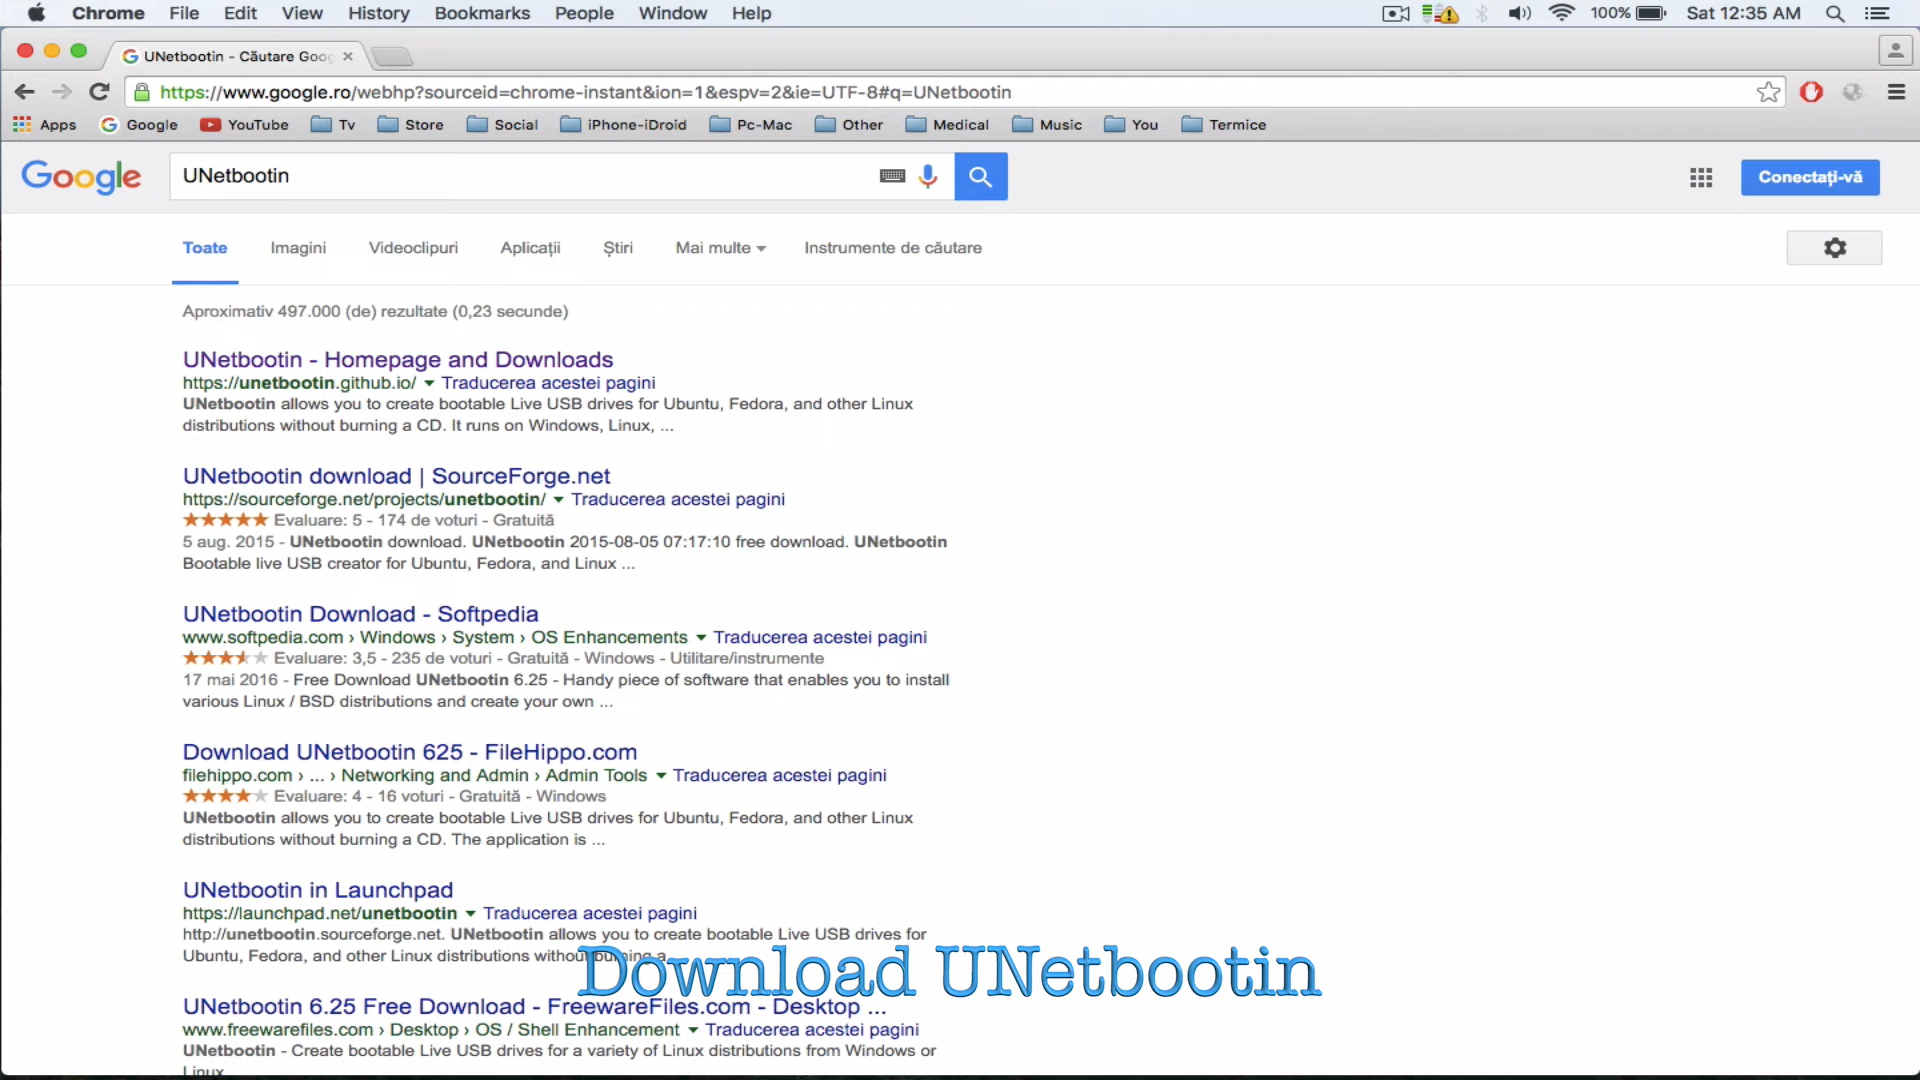 Chrome File Edit View History Bookmarks People Window Help 100% Sat 12:35 AM
UNetbootin - Căutare Goo
https://www.google.ro/webhp?sourceid=chrome-instant&ion=1&espv=2&ie=UTF-8#q=UNetbootin
Apps Google YouTube Tv Store Social iPhone-iDroid Pc-Mac Other Medical Music You Termice
Google UNetbootin Conectați-vă
Toate Imagini Videoclipuri Aplicații Știri Mai multe Instrumente de căutare
Aproximativ 497.000 (de) rezultate (0,23 secunde)
UNetbootin - Homepage and Downloads
https://unetbootin.github.io/ Traducerea acestei pagini
UNetbootin allows you to create bootable Live USB drives for Ubuntu, Fedora, and other Linux
distributions without burning a CD. It runs on Windows, Linux, ...
UNetbootin download | SourceForge.net
https://sourceforge.net/projects/unetbootin/ Traducerea acestei pagini
Evaluare: 5 - 174 de voturi - Gratuită
5 aug. 2015 - UNetbootin download. UNetbootin 2015-08-05 07:17:10 free download. UNetbootin
Bootable live USB creator for Ubuntu, Fedora, and Linux ...
UNetbootin Download - Softpedia
www.softpedia.com › Windows › System › OS Enhancements Traducerea acestei pagini
Evaluare: 3,5 - 235 de voturi - Gratuită - Windows - Utilitare/instrumente
17 mai 2016 - Free Download UNetbootin 6.25 - Handy piece of software that enables you to install
various Linux / BSD distributions and create your own ...
Download UNetbootin 625 - FileHippo.com
filehippo.com › ... › Networking and Admin › Admin Tools Traducerea acestei pagini
Evaluare: 4 - 16 voturi - Gratuită - Windows
UNetbootin allows you to create bootable Live USB drives for Ubuntu, Fedora, and other Linux
distributions without burning a CD. The application is ...
UNetbootin in Launchpad
https://launchpad.net/unetbootin Traducerea acestei pagini
http://unetbootin.sourceforge.net. UNetbootin allows you to create bootable Live USB drives for
Ubuntu, Fedora, and other Linux distributions without burning a
Download UNetbootin
UNetbootin 6.25 Free Download - FreewareFiles.com - Desktop ...
www.freewarefiles.com › Desktop › OS / Shell Enhancement Traducerea acestei pagini
UNetbootin - Create bootable Live USB drives for a variety of Linux distributions from Windows or
Linux